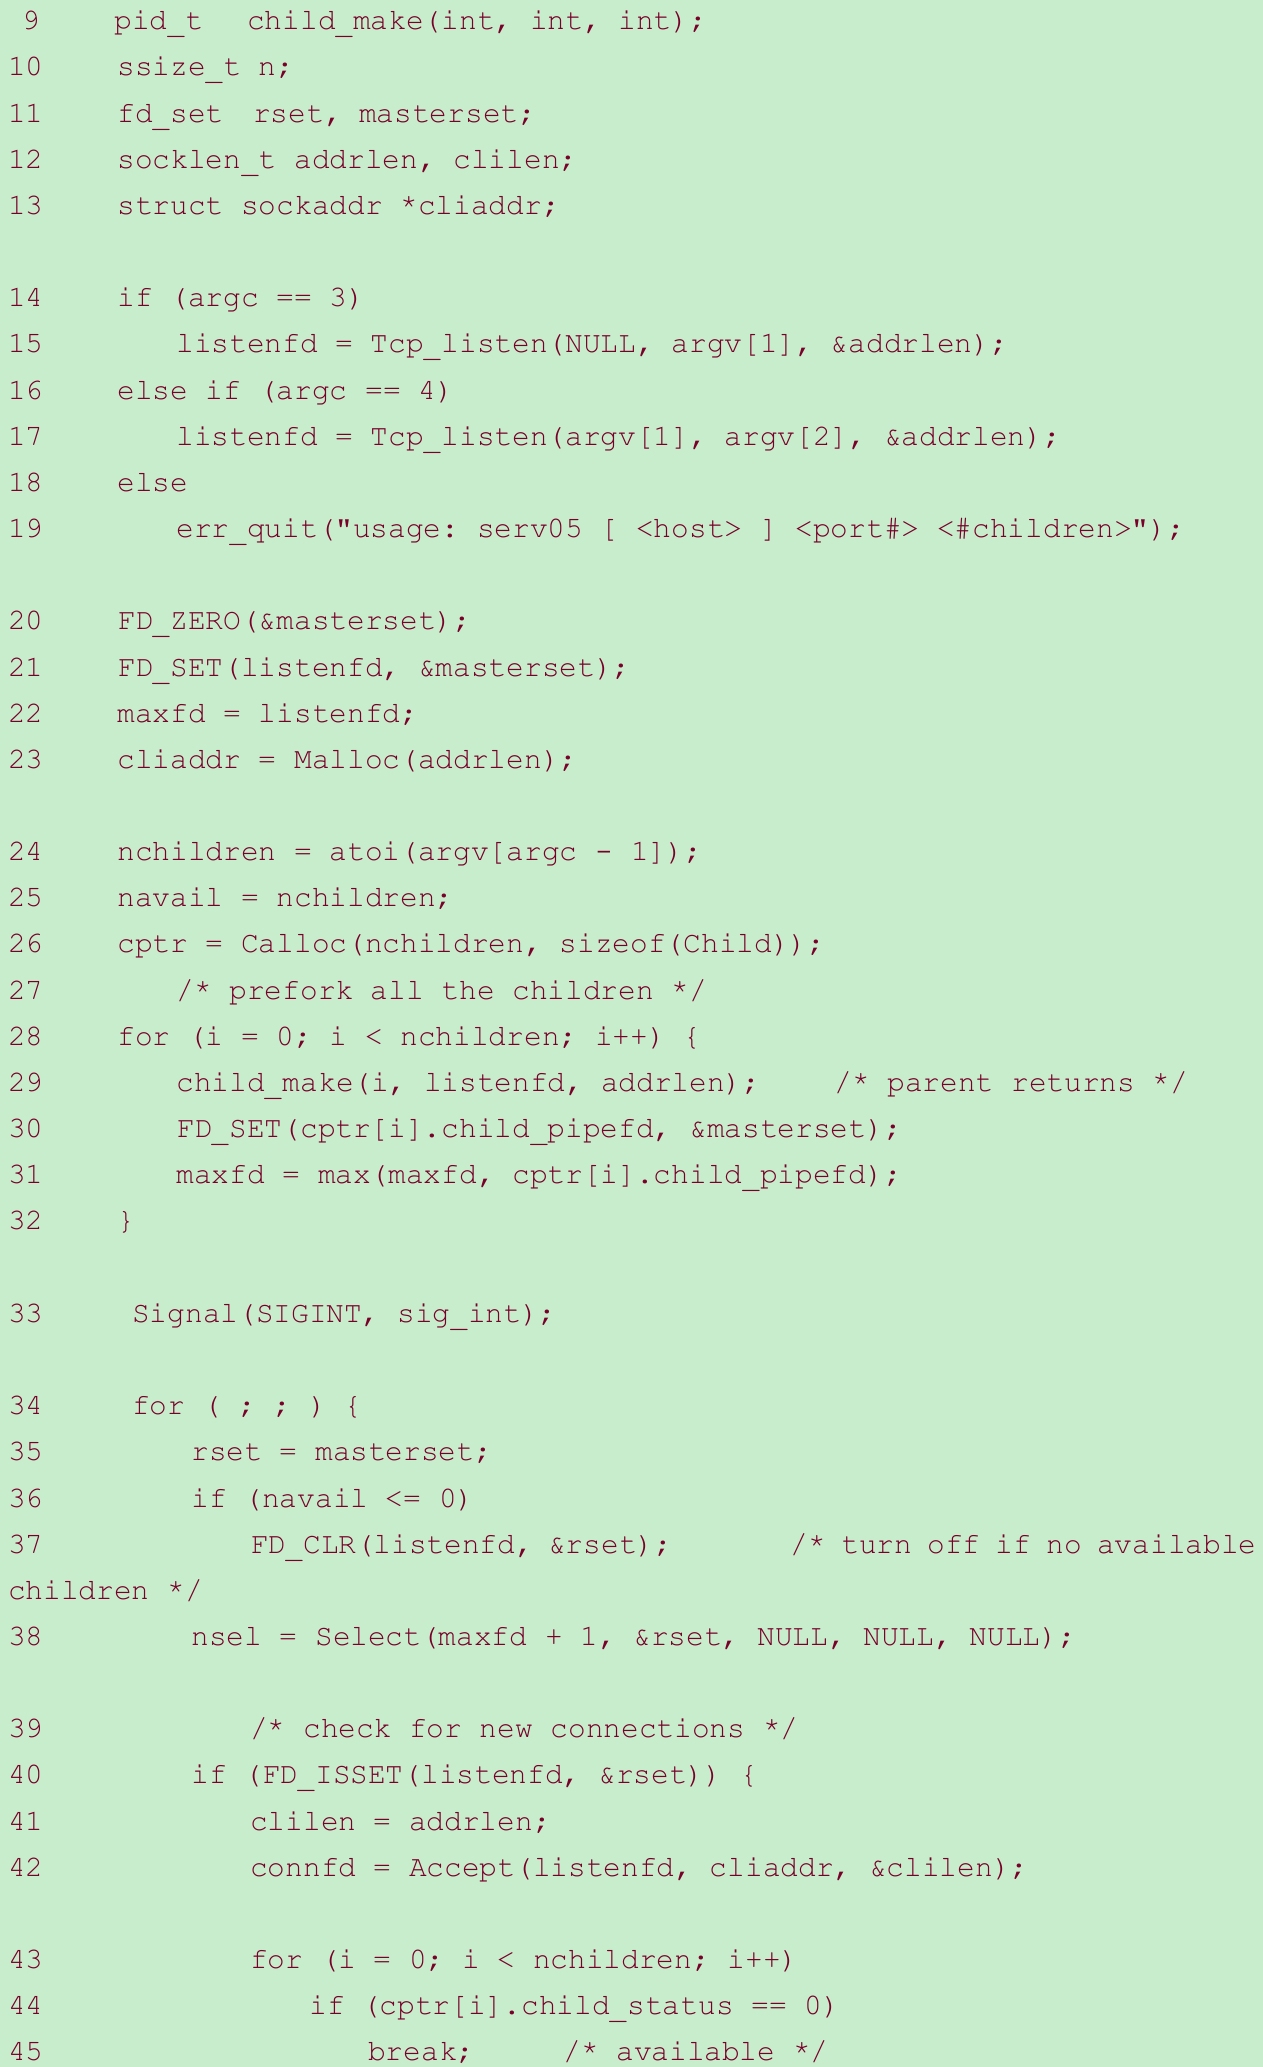 9 pid_t child_make(int, int, int);
10 ssize_t n;
11 fd_set rset, masterset;
12 socklen_t addrlen, clilen;
13 struct sockaddr *cliaddr;
14 if (argc == 3)
15 listenfd = Tcp_listen(NULL, argv[1], &addrlen);
16 else if (argc == 4)
17 listenfd = Tcp_listen(argv[1], argv[2], &addrlen);
18 else
19 err_quit("usage: serv05 [ <host> ] <port#> <#children>");
20 FD_ZERO(&masterset);
21 FD_SET(listenfd, &masterset);
22 maxfd = listenfd;
23 cliaddr = Malloc(addrlen);
24 nchildren = atoi(argv[argc - 1]);
25 navail = nchildren;
26 cptr = Calloc(nchildren, sizeof(Child));
27 /* prefork all the children */
28 for (i = 0; i < nchildren; i++) {
29 child_make(i, listenfd, addrlen); /* parent returns */
30 FD_SET(cptr[i].child_pipefd, &masterset);
31 maxfd = max(maxfd, cptr[i].child_pipefd);
32 }
33 Signal(SIGINT, sig_int);
34 for ( ; ; ) {
35 rset = masterset;
36 if (navail <= 0)
37 FD_CLR(listenfd, &rset); /* turn off if no available
children */
38 nsel = Select(maxfd + 1, &rset, NULL, NULL, NULL);
39 /* check for new connections */
40 if (FD_ISSET(listenfd, &rset)) {
41 clilen = addrlen;
42 connfd = Accept(listenfd, cliaddr, &clilen);
43 for (i = 0; i < nchildren; i++)
44 if (cptr[i].child_status == 0)
45 break; /* available */